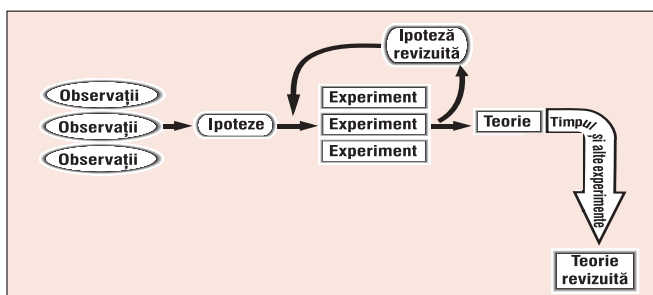 Ipoteză
revizuită
Observații
Observații
Observații
Ipoteze
Experiment
Experiment
Experiment
Teorie
Timpul, și alte experimente
Teorie
revizuită